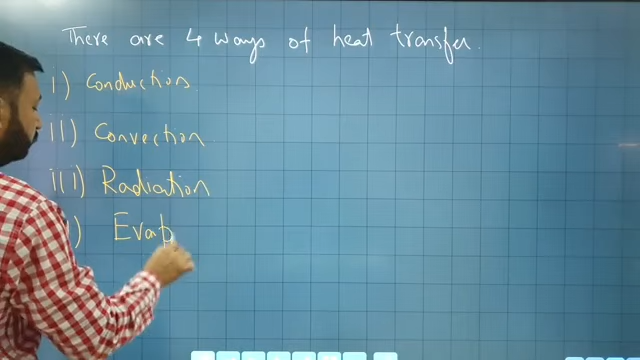 There are 4 ways of heat transfer.
i) Conduction
ii) Convection
iii) Radiation
) Evap